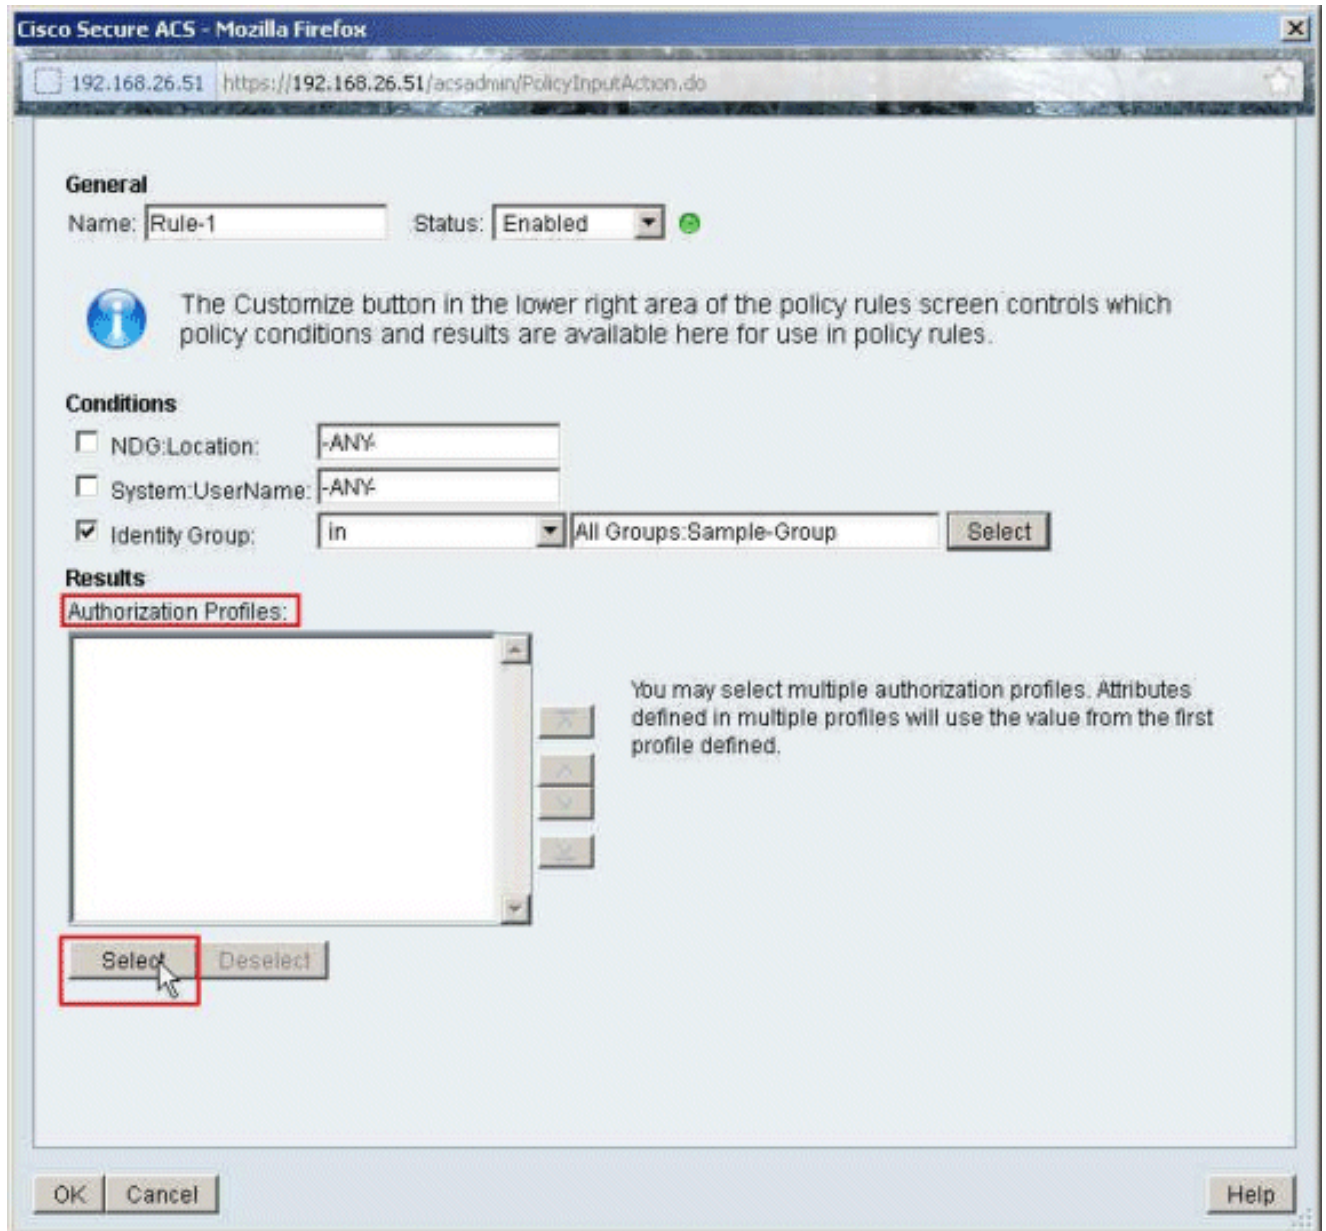 Cisco Secure ACS - Mozilla Firefox
192.168.26.51 https://192.168.26.51/acsadmin/PolicyInputAction.do
General
Name: Rule-1 Status: Enabled
The Customize button in the lower right area of the policy rules screen controls which
policy conditions and results are available here for use in policy rules.
Conditions
NDG:Location: -ANY-
System:UserName: -ANY-
Identity Group: in All Groups:Sample-Group Select
Results
Authorization Profiles:
You may select multiple authorization profiles. Attributes
defined in multiple profiles will use the value from the first
profile defined.
Select Deselect
OK Cancel Help